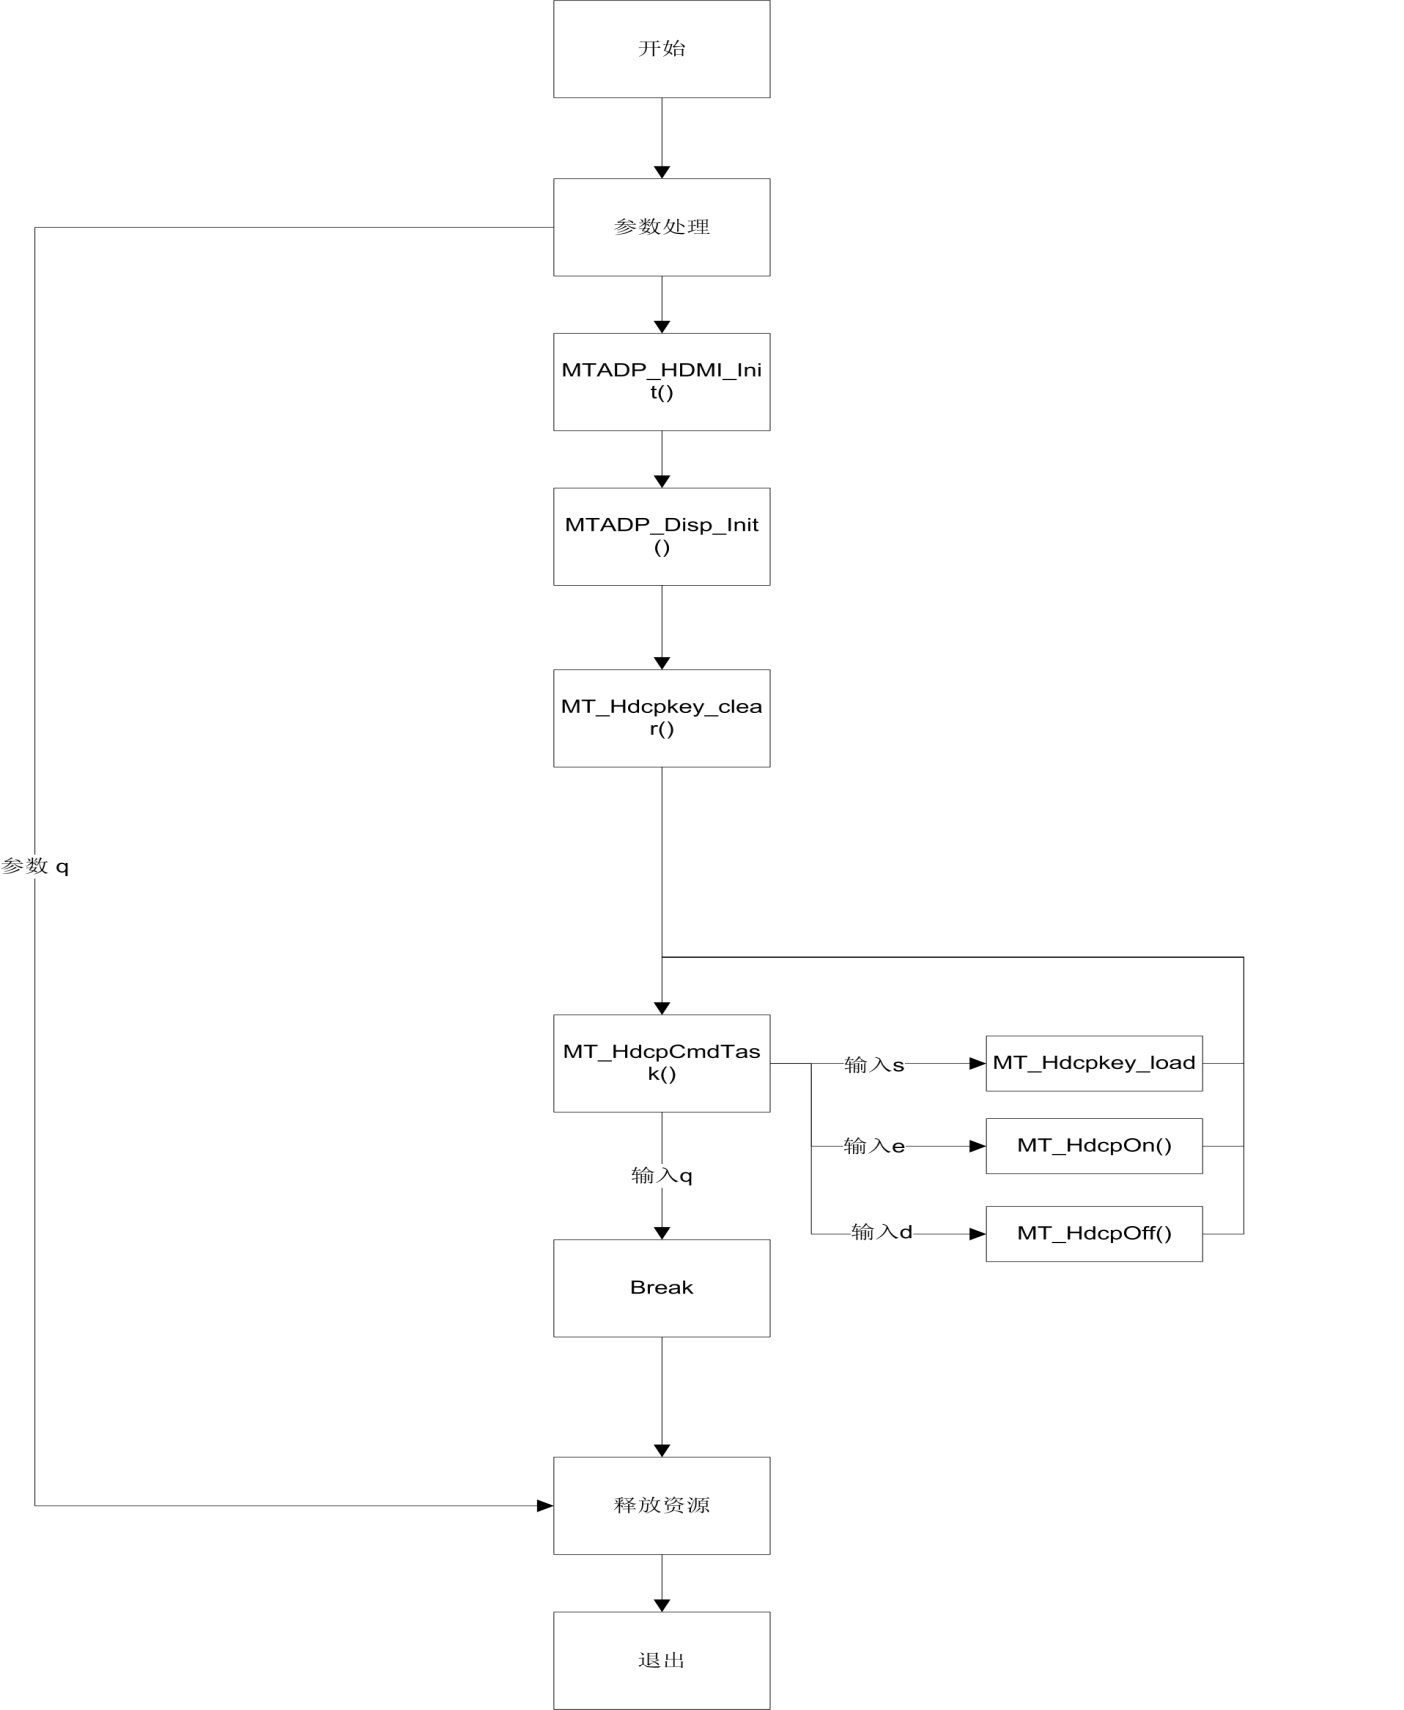 开始
参数处理
MTADP_HDMI_Ini
t()
MTADP_Disp_Init
()
MT_Hdcpkey_clea
r()
参数 q
MT_HdcpCmdTas
k()
输入s
MT_Hdcpkey_load
输入e
MT_HdcpOn()
输入q
输入d
MT_HdcpOff()
Break
释放资源
退出